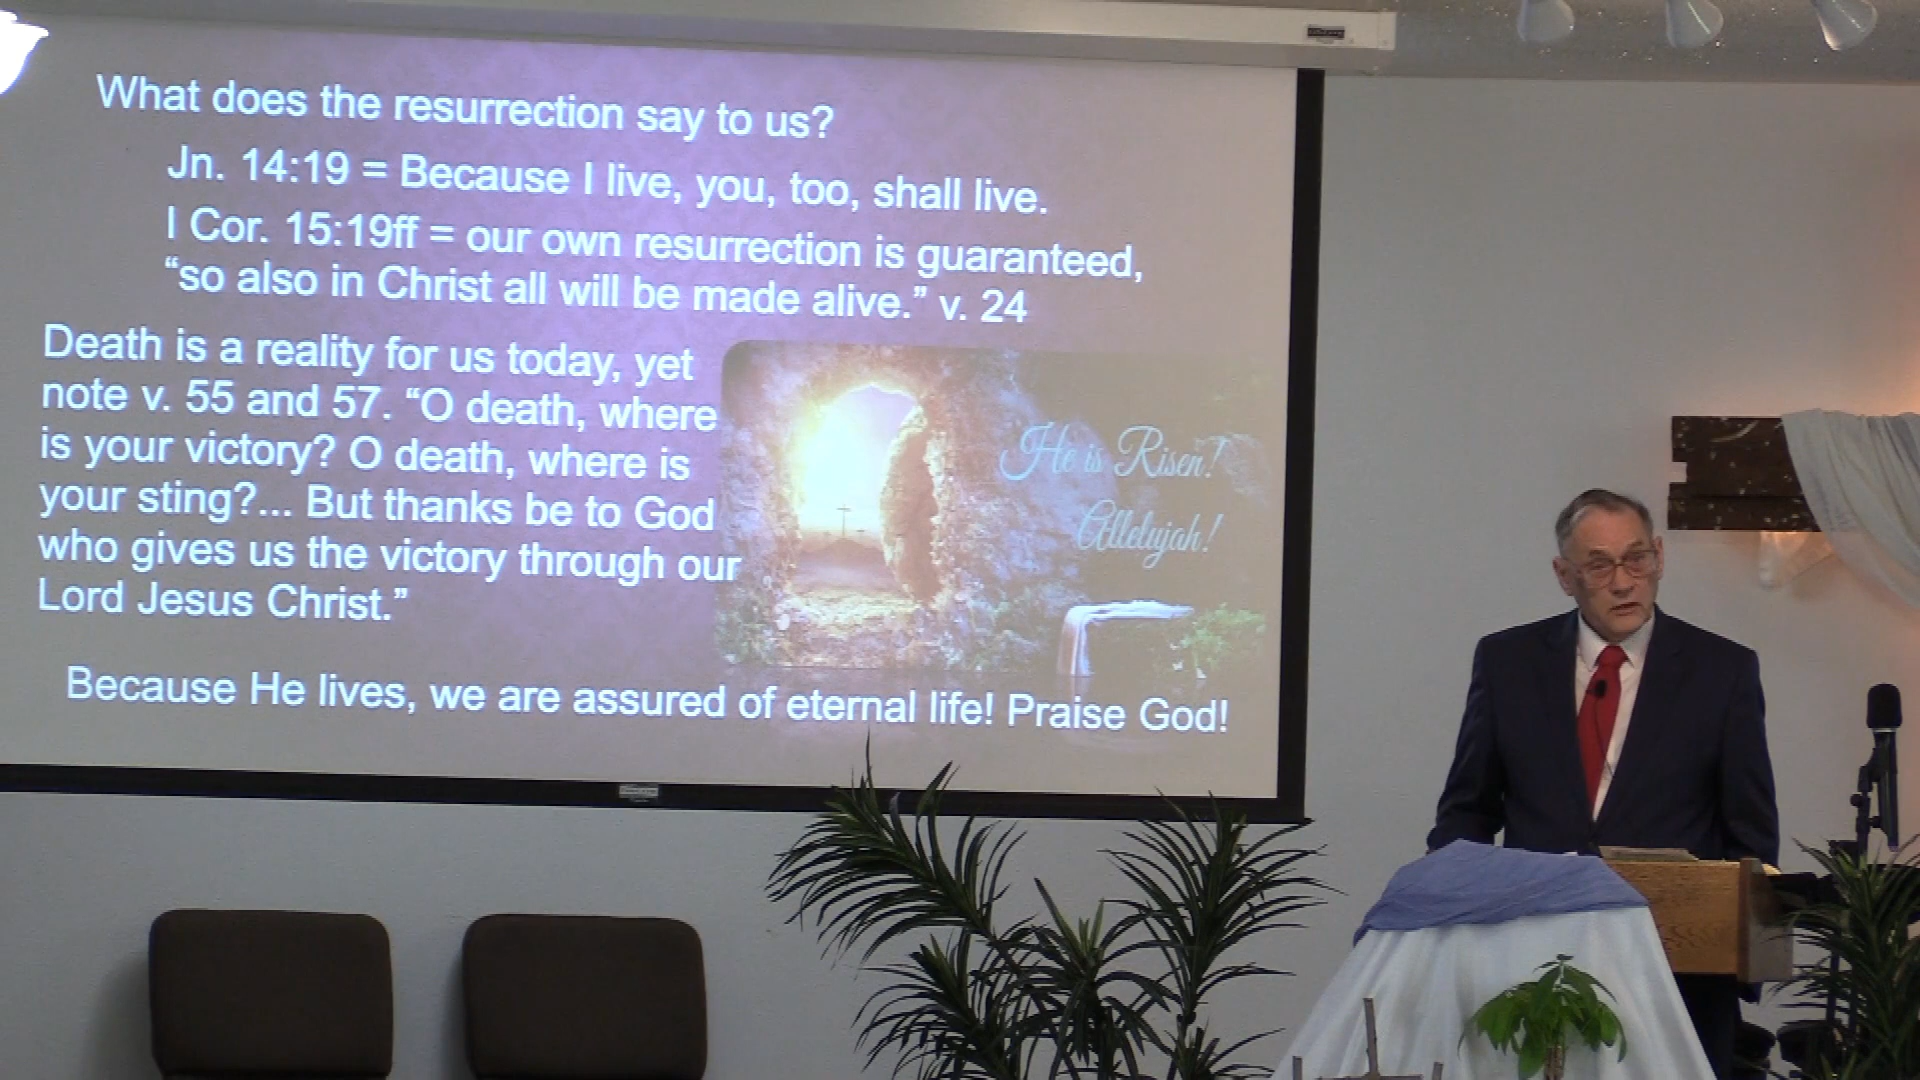 What does the resurrection say to us?
Jn. 14:19 = Because I live, you, too, shall live.
I Cor. 15:19ff = our own resurrection is guaranteed,
“so also in Christ all will be made alive.” v. 24
Death is a reality for us today, yet
note v. 55 and 57. “O death, where
is your victory? O death, where is
your sting?... But thanks be to God
who gives us the victory through our
Lord Jesus Christ.”
He is Risen!
Allelujah!
Because He lives, we are assured of eternal life! Praise God!